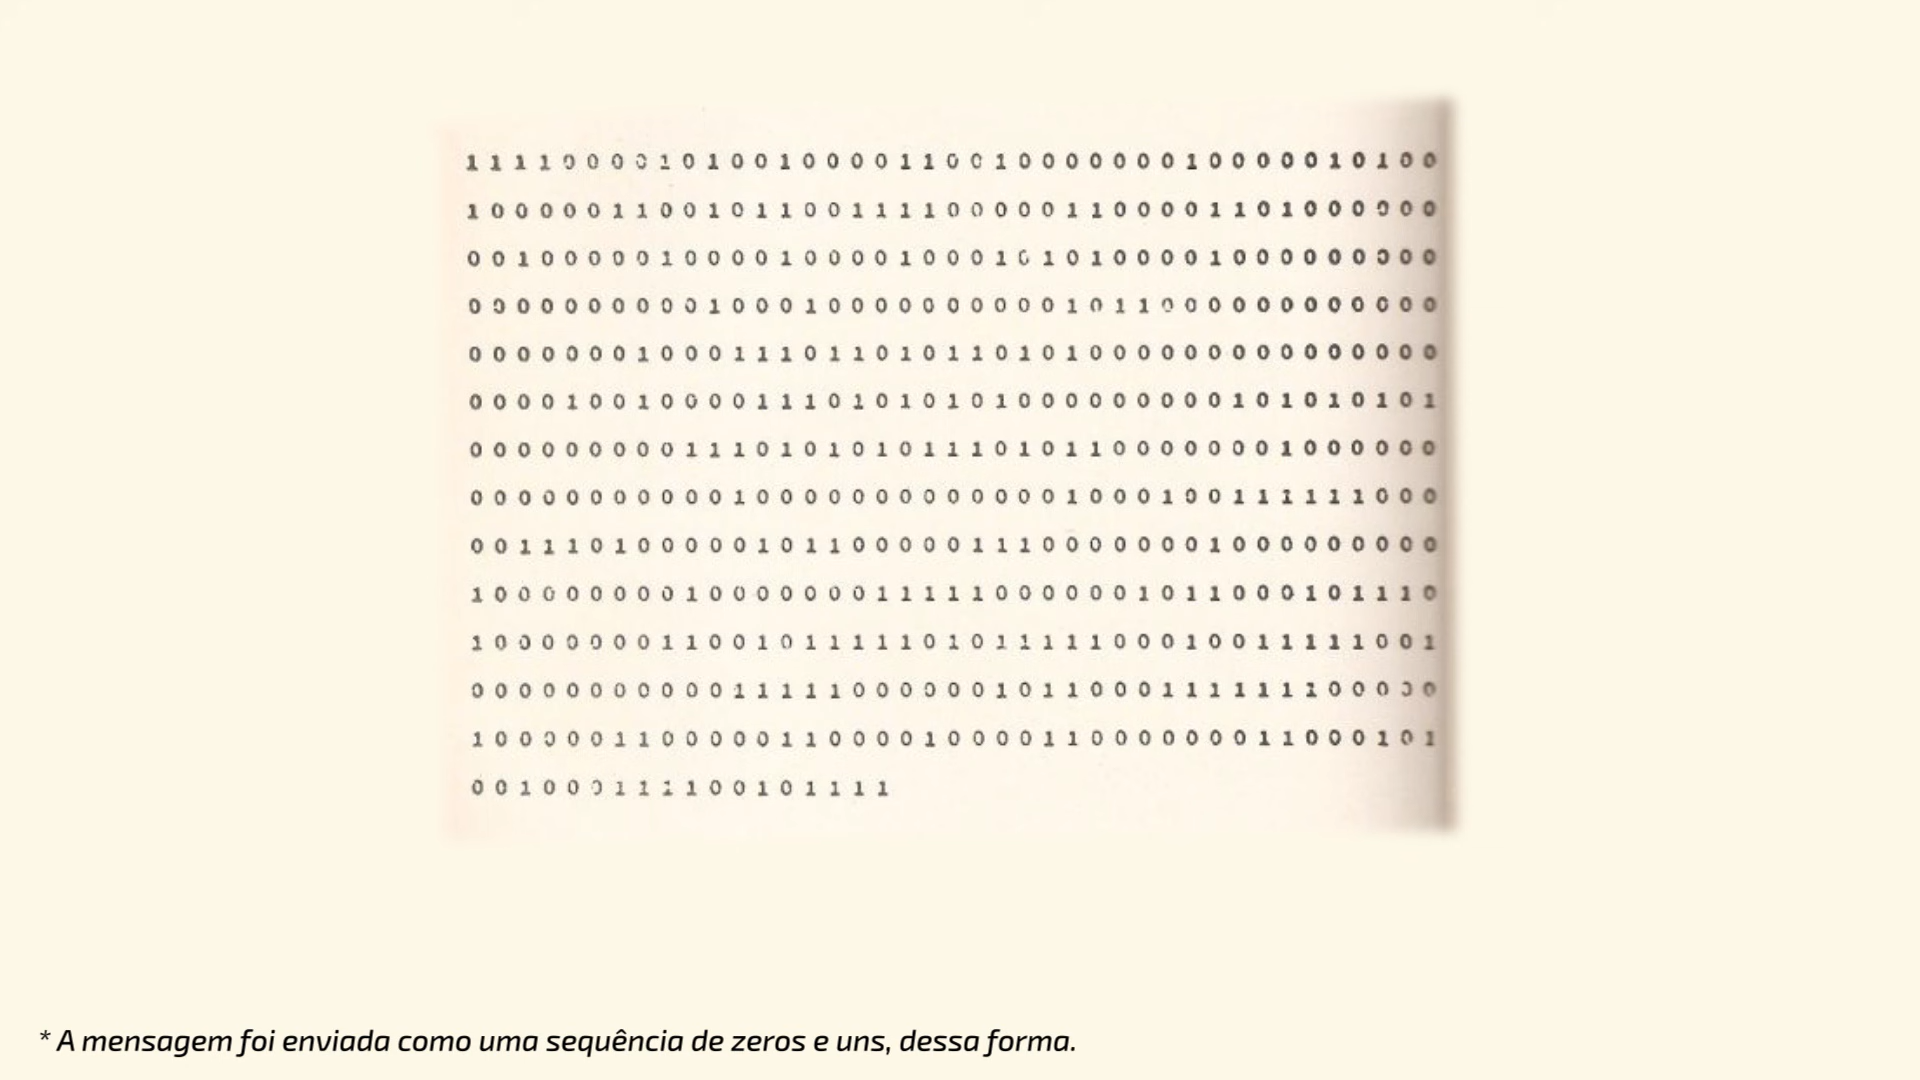 1 1 1 1 0 0 0 0 1 0 1 0 0 1 0 0 0 0 1 1 0 0 1 0 0 0 0 0 0 0 1 0 0 0 0 0 1 0 1 0 0
1 0 0 0 0 0 1 1 0 0 1 0 1 1 0 0 1 1 1 1 0 0 0 0 0 1 1 0 0 0 0 1 1 0 1 0 0 0 0 0 0
0 0 1 0 0 0 0 0 1 0 0 0 0 1 0 0 0 0 1 0 0 0 1 0 1 0 1 0 0 0 0 1 0 0 0 0 0 0 0 0 0
0 0 0 0 0 0 0 0 0 0 1 0 0 0 1 0 0 0 0 0 0 0 0 0 0 1 0 1 1 0 0 0 0 0 0 0 0 0 0 0 0
0 0 0 0 0 0 0 1 0 0 0 1 1 1 0 1 1 0 1 0 1 1 0 1 0 1 0 0 0 0 0 0 0 0 0 0 0 0 0 0 0
0 0 0 0 1 0 0 1 0 0 0 0 1 1 1 0 1 0 1 0 1 0 1 0 0 0 0 0 0 0 0 0 1 0 1 0 1 0 1 0 1
0 0 0 0 0 0 0 0 0 1 1 1 0 1 0 1 0 1 0 1 1 1 0 1 0 1 1 0 0 0 0 0 0 0 1 0 0 0 0 0 0
0 0 0 0 0 0 0 0 0 0 0 1 0 0 0 0 0 0 0 0 0 0 0 0 0 1 0 0 0 1 0 0 1 1 1 1 1 1 0 0 0
0 0 1 1 1 0 1 0 0 0 0 0 1 0 1 1 0 0 0 0 0 1 1 1 0 0 0 0 0 0 0 1 0 0 0 0 0 0 0 0 0
1 0 0 0 0 0 0 0 0 1 0 0 0 0 0 0 0 1 1 1 1 1 0 0 0 0 0 0 1 0 1 1 0 0 0 1 0 1 1 1 0
1 0 0 0 0 0 0 0 1 1 0 0 1 0 1 1 1 1 1 0 1 0 1 1 1 1 1 0 0 0 1 0 0 1 1 1 1 1 0 0 1
0 0 0 0 0 0 0 0 0 0 0 1 1 1 1 1 0 0 0 0 0 0 1 0 1 1 0 0 0 1 1 1 1 1 1 1 0 0 0 0 0
1 0 0 0 0 0 1 1 0 0 0 0 0 1 1 0 0 0 0 1 0 0 0 0 1 1 0 0 0 0 0 0 0 1 1 0 0 0 1 0 1
0 0 1 0 0 0 1 1 1 1 0 0 1 0 1 1 1 1
* A mensagem foi enviada como uma sequência de zeros e uns, dessa forma.